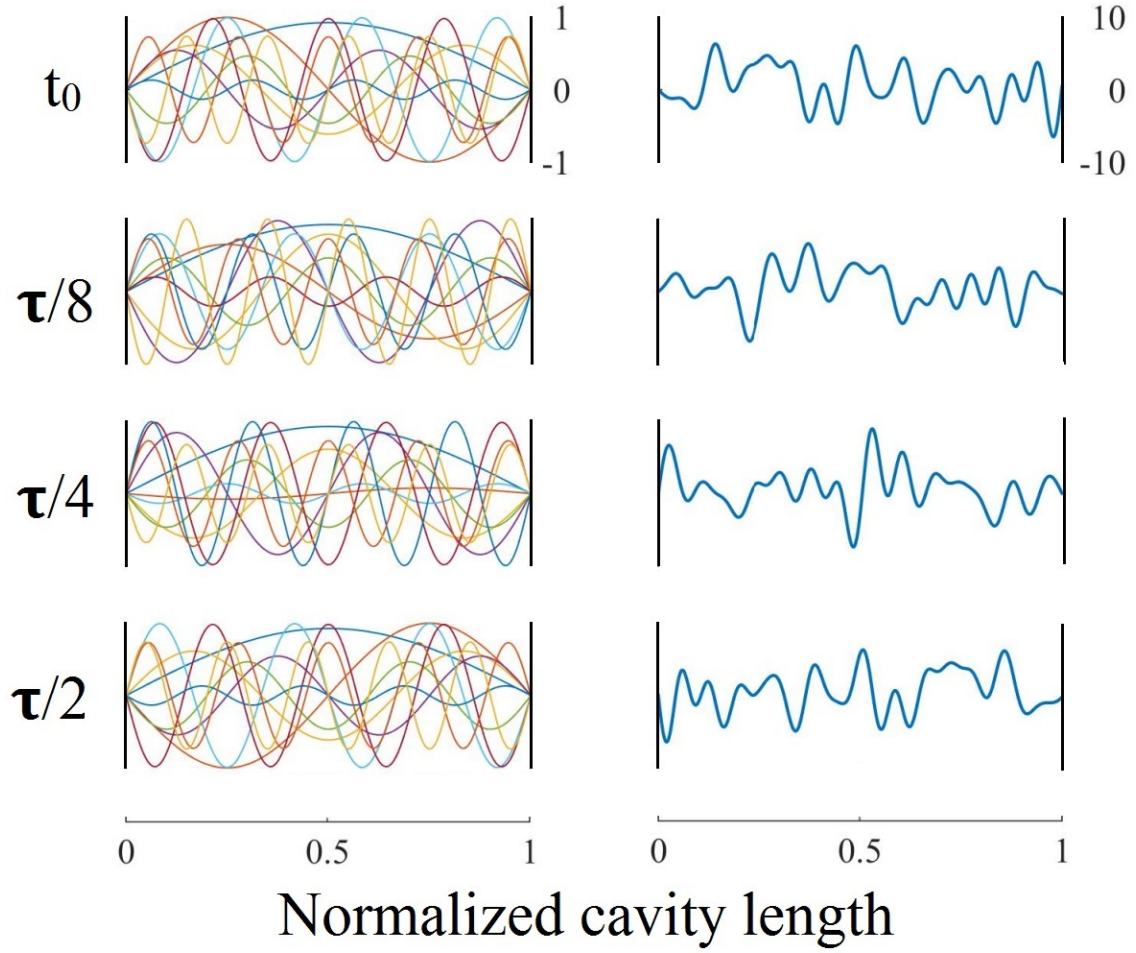 t₀
1
0
-1
10
0
-10
τ/8
τ/4
τ/2
0 0.5 1 0 0.5 1
Normalized cavity length